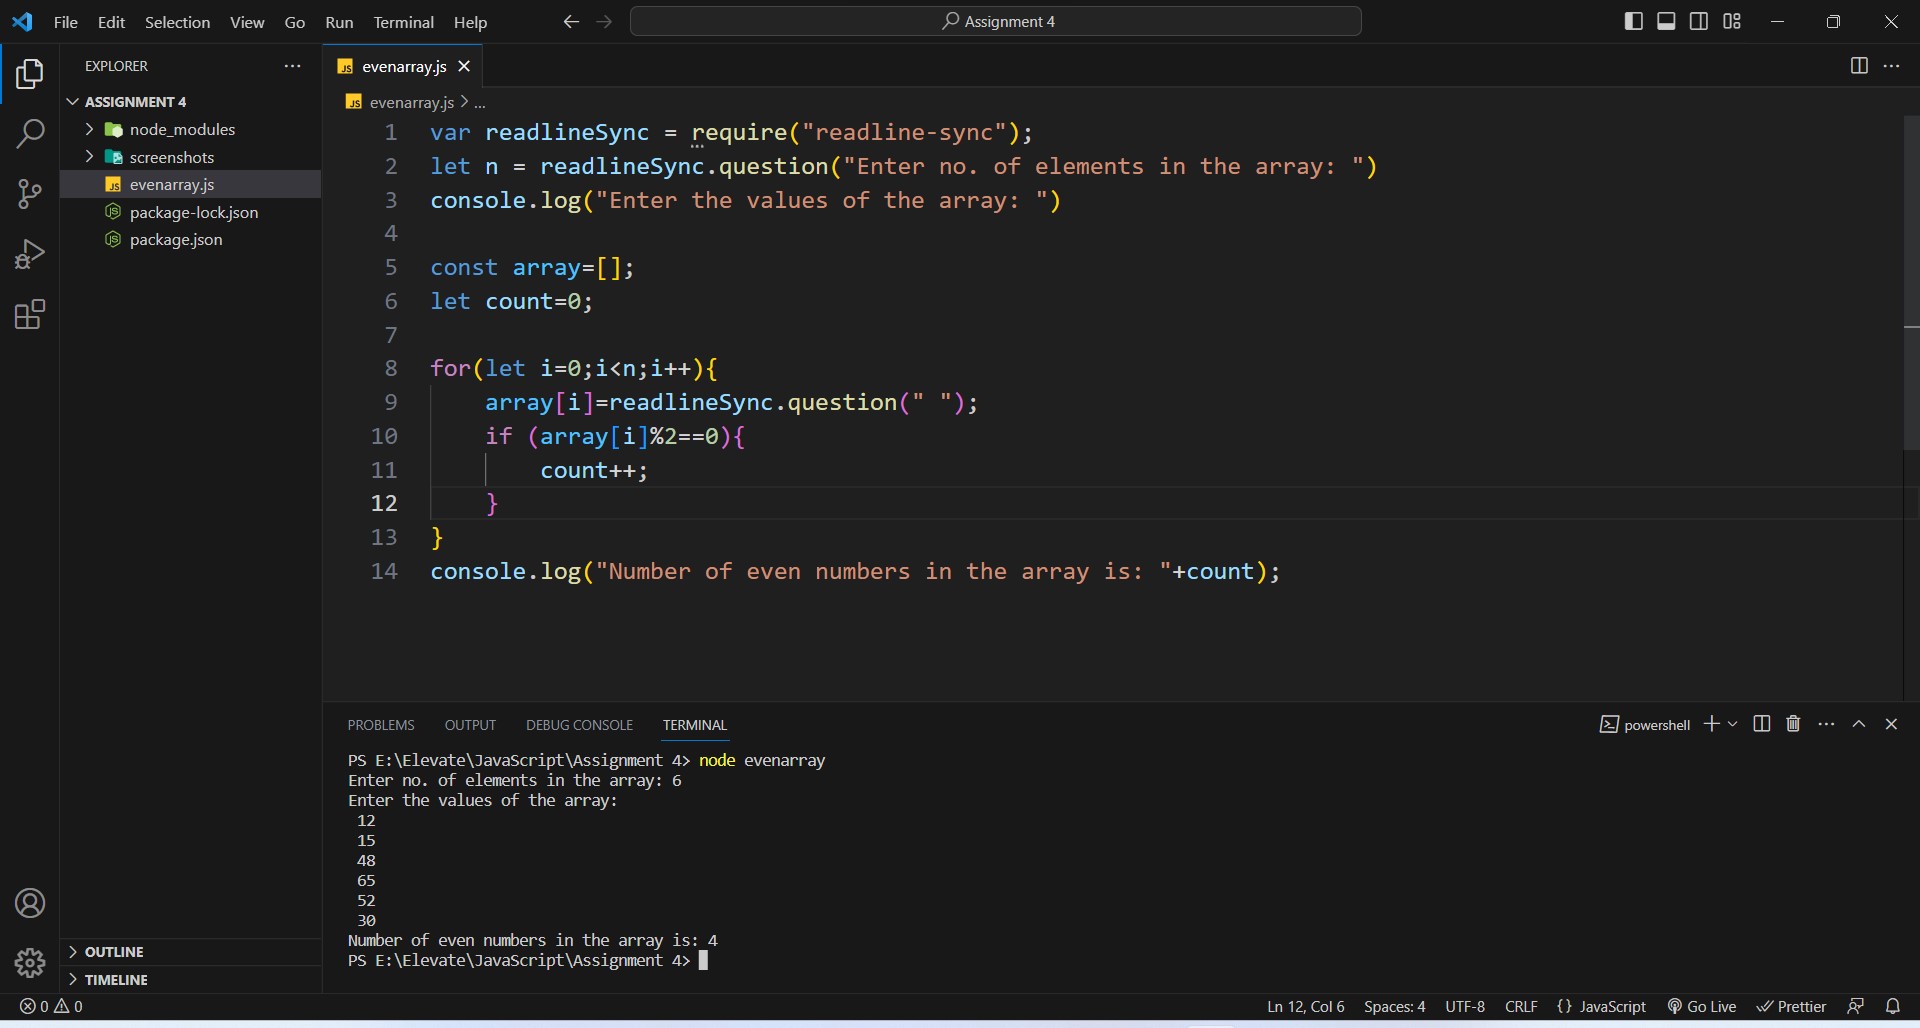 File Edit Selection View Go Run Terminal Help Assignment 4
EXPLORER
ASSIGNMENT 4
node_modules
screenshots
JS evenarray.js
package-lock.json
package.json
OUTLINE
TIMELINE
JS evenarray.js
JS evenarray.js > ...
1 var readlineSync = require("readline-sync");
2 let n = readlineSync.question("Enter no. of elements in the array: ")
3 console.log("Enter the values of the array: ")
4
5 const array=[];
6 let count=0;
7
8 for(let i=0;i<n;i++){
9     array[i]=readlineSync.question(" ");
10     if (array[i]%2==0){
11         count++;
12     }
13 }
14 console.log("Number of even numbers in the array is: "+count);
PROBLEMS OUTPUT DEBUG CONSOLE TERMINAL powershell
PS E:\Elevate\JavaScript\Assignment 4> node evenarray
Enter no. of elements in the array: 6
Enter the values of the array:
12
15
48
65
52
30
Number of even numbers in the array is: 4
PS E:\Elevate\JavaScript\Assignment 4>
0 0 Ln 12, Col 6 Spaces: 4 UTF-8 CRLF {} JavaScript Go Live Prettier